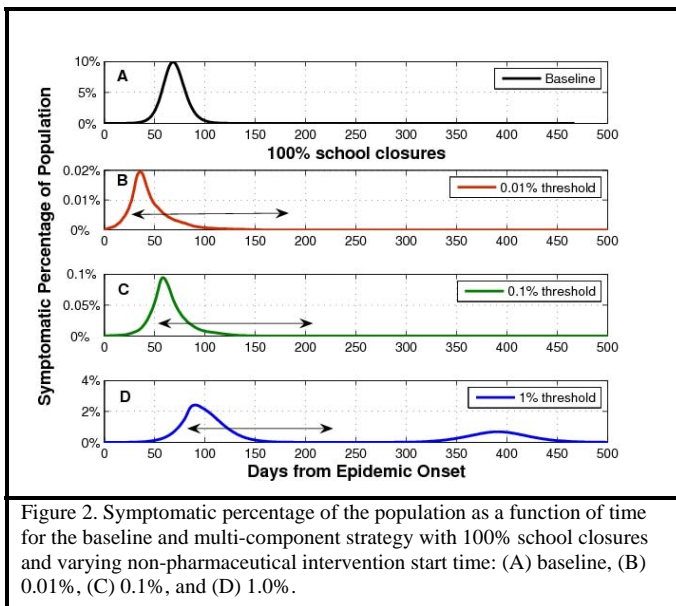 Symptomatic Percentage of Population
10%
5%
0%
A
Baseline
0 50 100 150 200 250 300 350 400 450 500
100% school closures
0.02%
0.01%
0%
B
0.01% threshold
0 50 100 150 200 250 300 350 400 450 500
0.1%
0.05%
0%
C
0.1% threshold
0 50 100 150 200 250 300 350 400 450 500
4%
2%
0%
D
1% threshold
0 50 100 150 200 250 300 350 400 450 500
Days from Epidemic Onset
Figure 2. Symptomatic percentage of the population as a function of time
for the baseline and multi-component strategy with 100% school closures
and varying non-pharmaceutical intervention start time: (A) baseline, (B)
0.01%, (C) 0.1%, and (D) 1.0%.